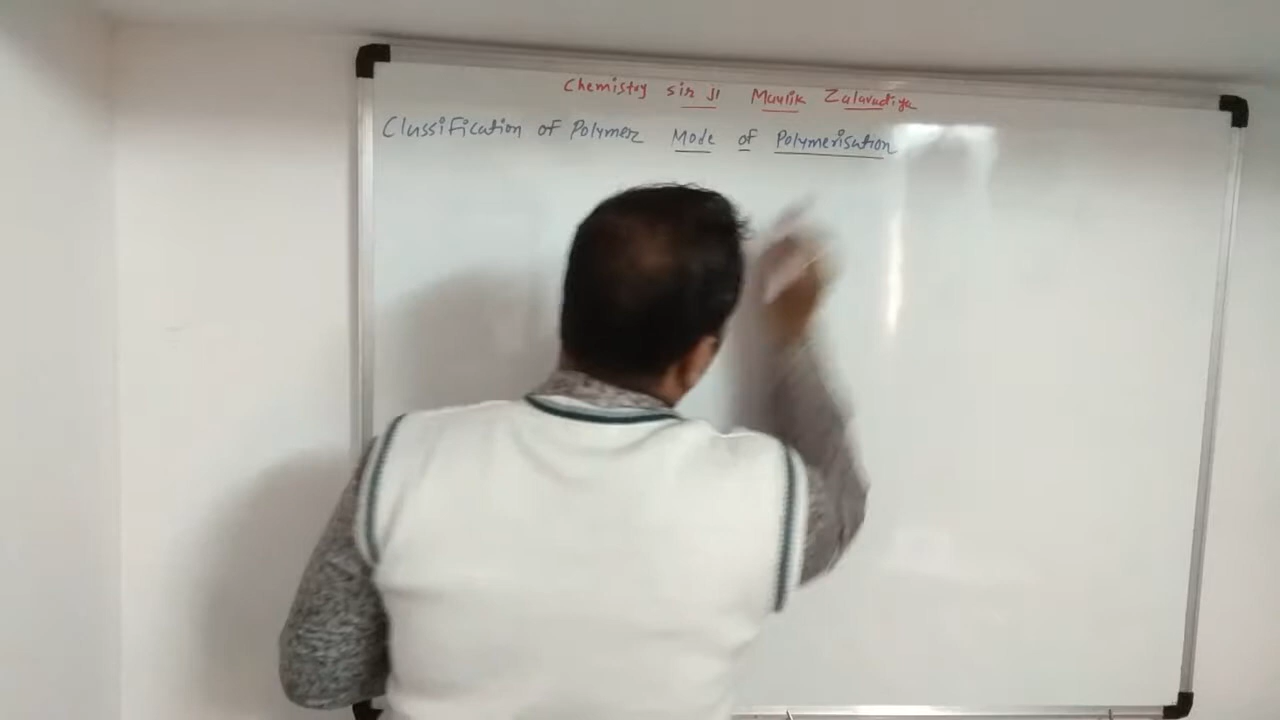 Chemistry sir JI Maulik Zalavadiya
Classification of Polymer Mode of Polymerisation